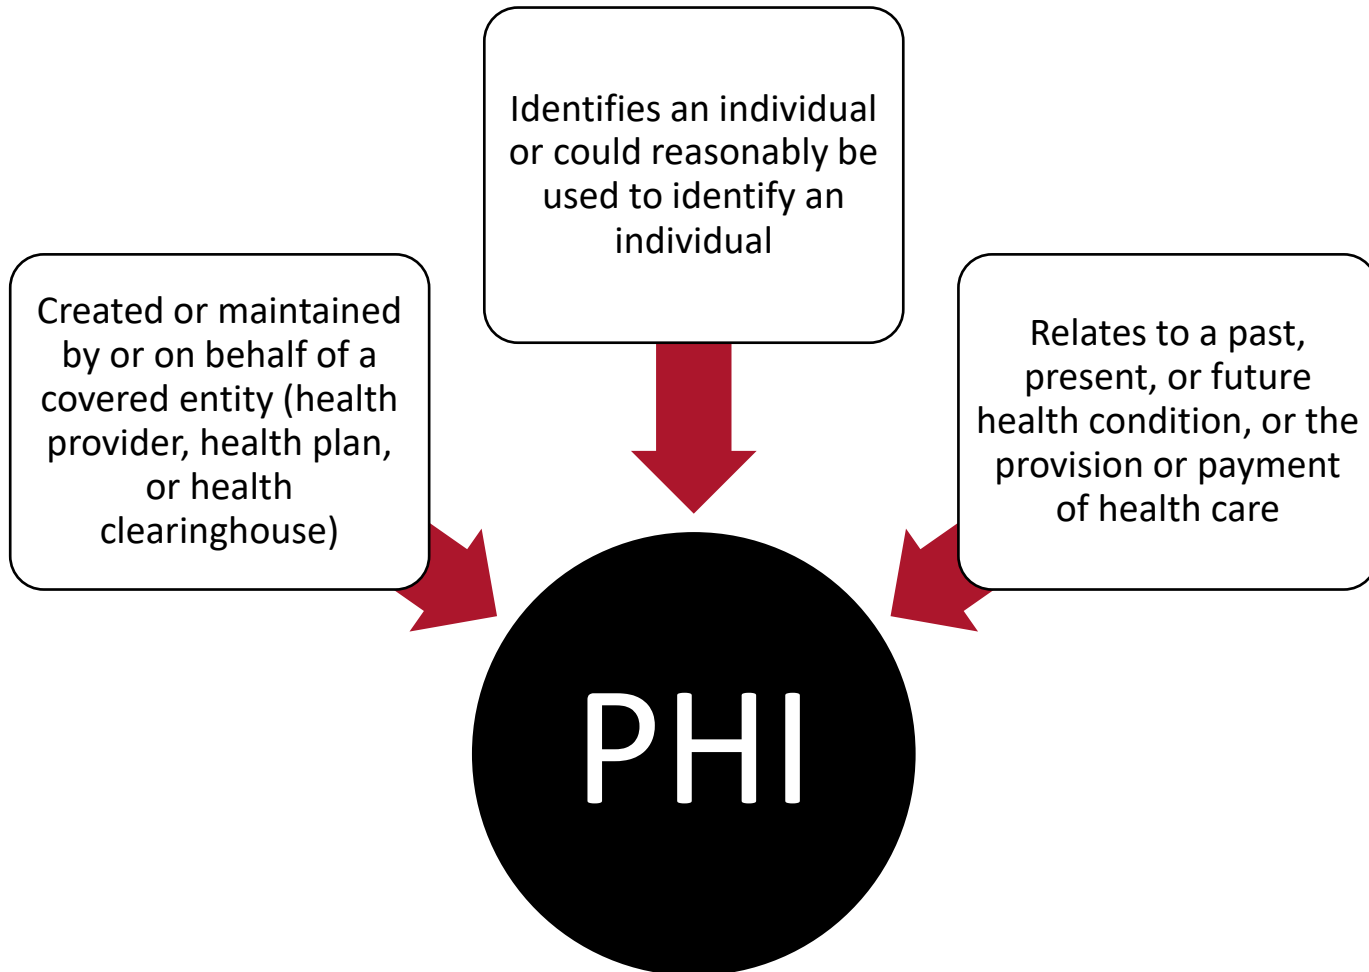 Identifies an individual
or could reasonably be
used to identify an
individual
Created or maintained
by or on behalf of a
covered entity (health
provider, health plan,
or health
clearinghouse)
Relates to a past,
present, or future
health condition, or the
provision or payment
of health care
PHI